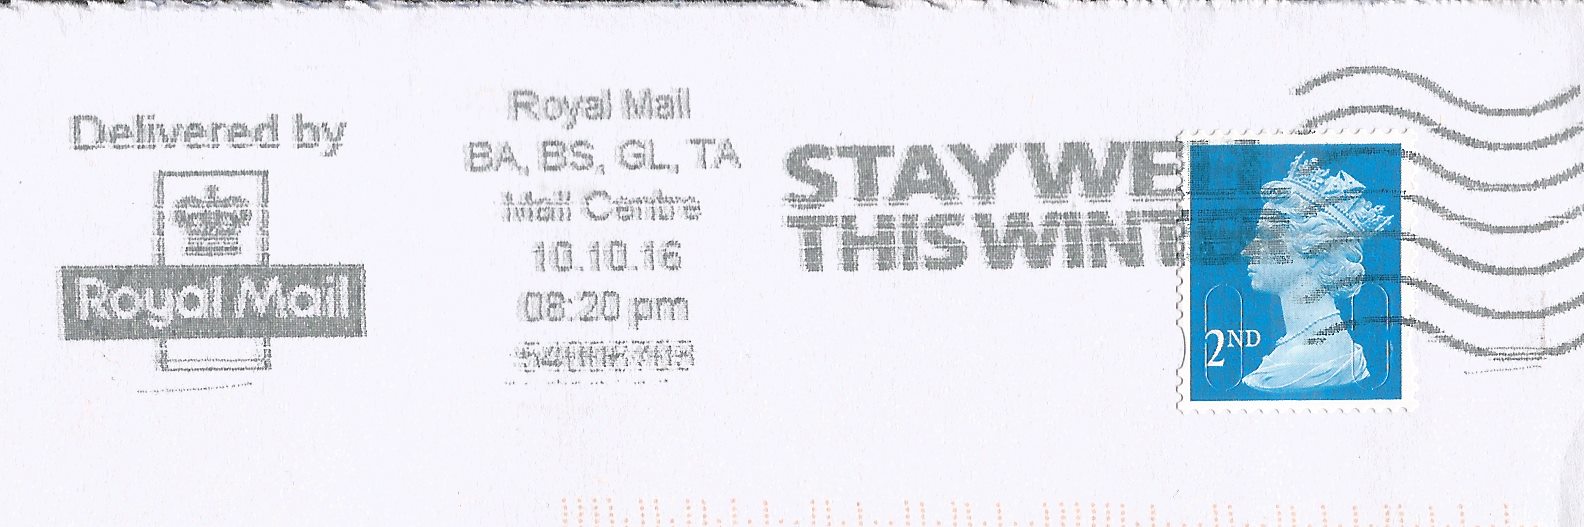 Delivered by
Royal Mail
Royal Mail
BA, BS, GL, TA
Mail Centre
10.10.16
08:20 pm
STAY WELL
THIS WINT
2ND